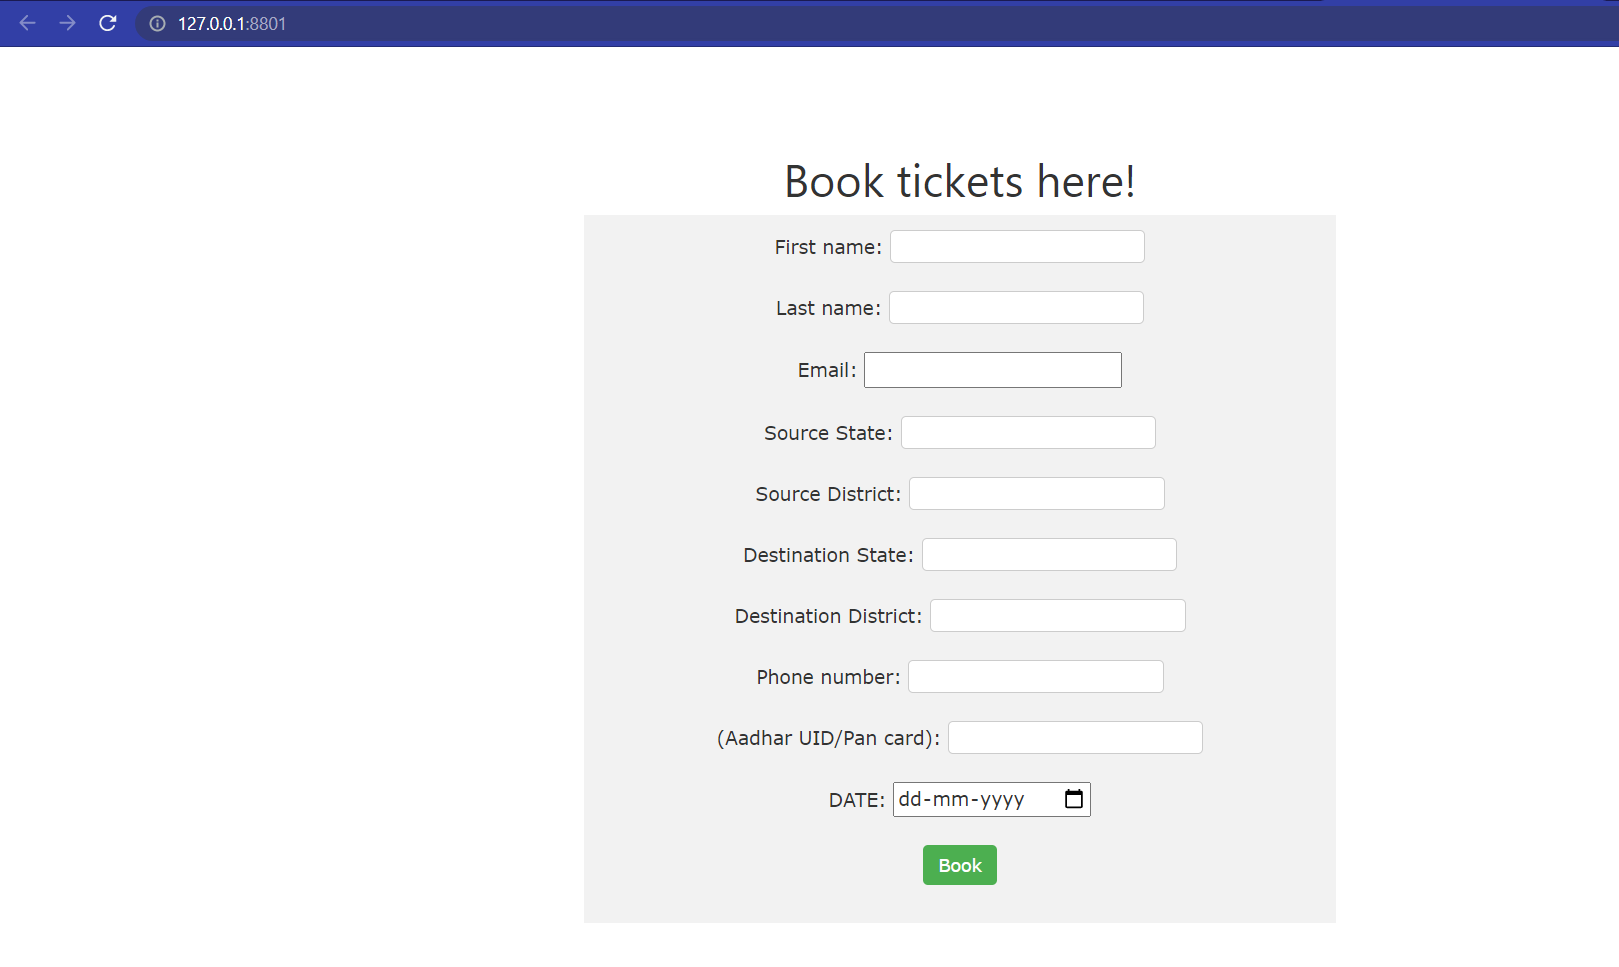 127.0.0.1:8801
Book tickets here!
First name:
Last name:
Email:
Source State:
Source District:
Destination State:
Destination District:
Phone number:
(Aadhar UID/Pan card):
DATE: dd-mm-yyyy
Book